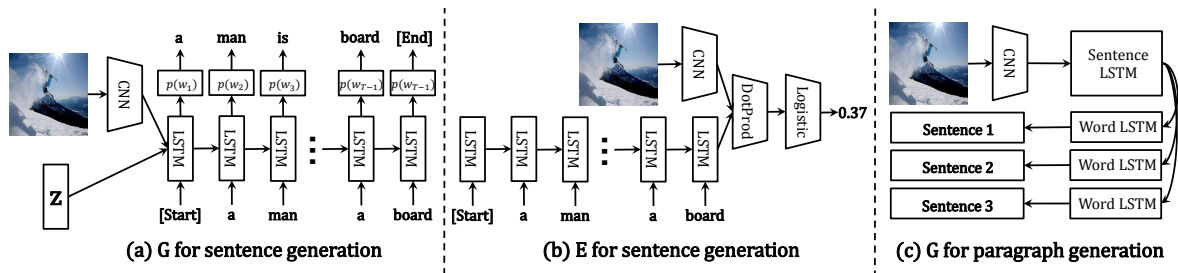 a man is board [End]
CNN
p(w₁) p(w₂) p(w₃) p(w_{T−1}) p(w_{T−1})
LSTM LSTM LSTM ⋮ LSTM LSTM
z
[Start] a man a board
(a) G for sentence generation
CNN
DotProd
Logistic
0.37
LSTM LSTM LSTM ⋮ LSTM LSTM
[Start] a man a board
(b) E for sentence generation
CNN
Sentence
LSTM
Sentence 1 Word LSTM
Sentence 2 Word LSTM
Sentence 3 Word LSTM
(c) G for paragraph generation